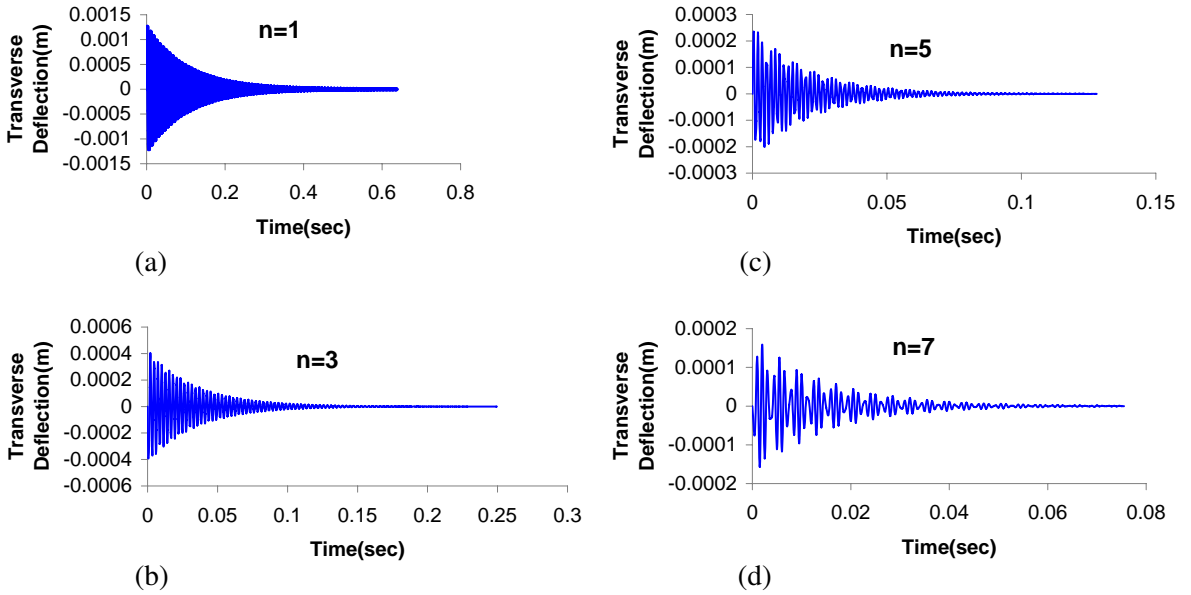 n=1
Transverse
Deflection(m)
0.0015
0.001
0.0005
0
-0.0005
-0.001
-0.0015
0 0.2 0.4 0.6 0.8
Time(sec)
(a)
n=3
Transverse
Deflection(m)
0.0006
0.0004
0.0002
0
-0.0002
-0.0004
-0.0006
0 0.05 0.1 0.15 0.2 0.25 0.3
Time(sec)
(b)
n=5
Transverse
Deflection(m)
0.0003
0.0002
0.0001
0
-0.0001
-0.0002
-0.0003
0 0.05 0.1 0.15
Time(sec)
(c)
n=7
Transverse
Deflection(m)
0.0002
0.0001
0
-0.0001
-0.0002
0 0.02 0.04 0.06 0.08
Time(sec)
(d)